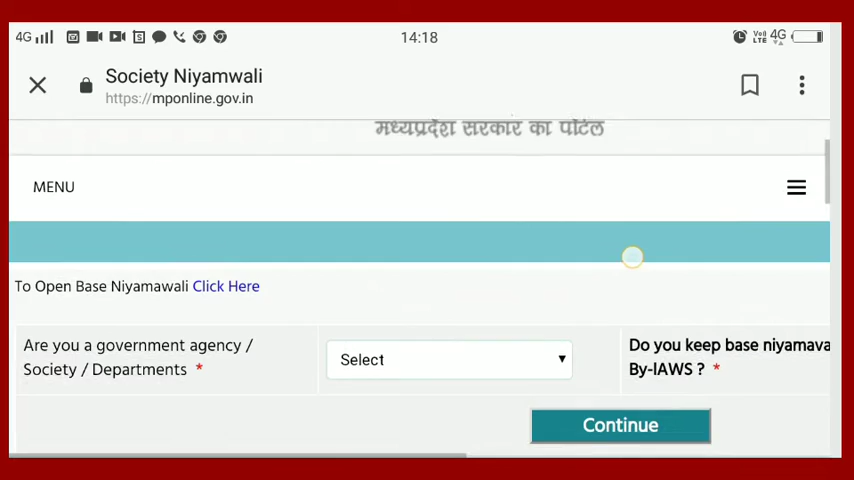 4G 14:18 VoI) LTE 4G
Society Niyamwali
https://mponline.gov.in
मध्यप्रदेश सरकार का पोर्टल
MENU
To Open Base Niyamawali Click Here
Are you a government agency /
Society / Departments *
Select
Do you keep base niyamava
By-lAWS ? *
Continue